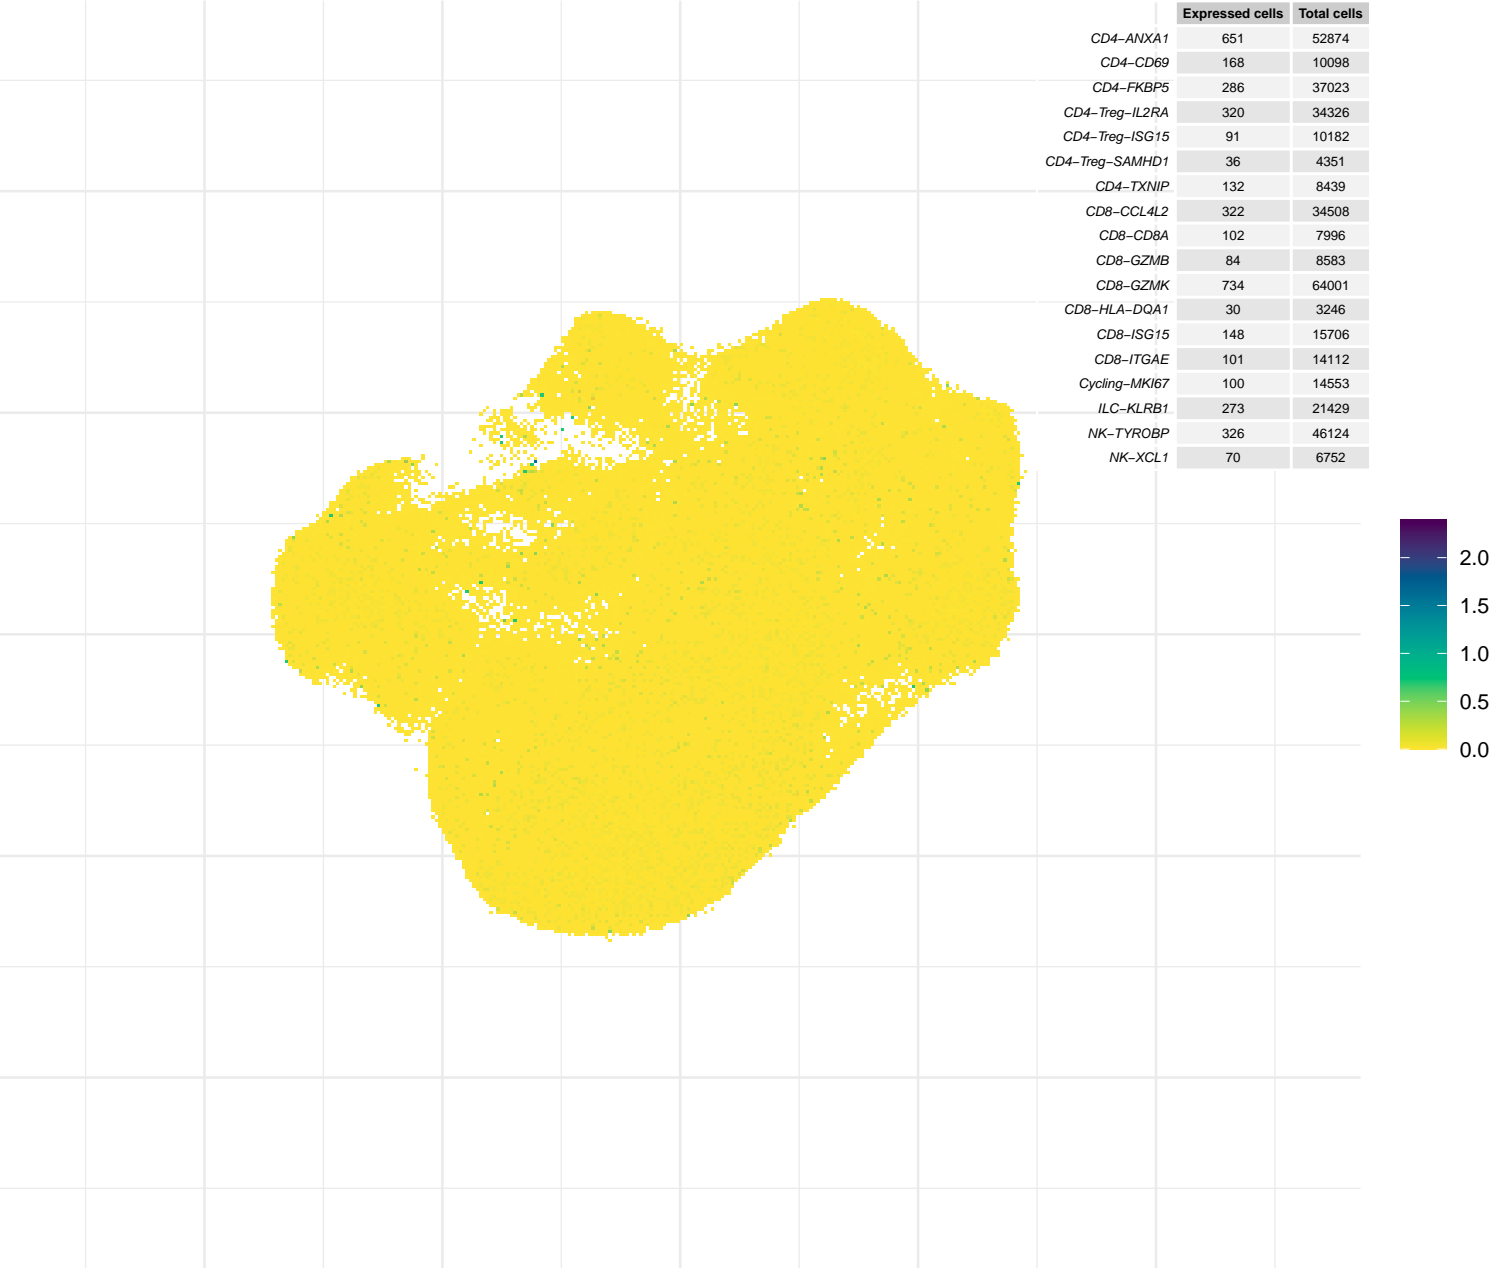 Expressed cells Total cells
CD4−ANXA1 651 52874
CD4−CD69 168 10098
CD4−FKBP5 286 37023
CD4−Treg−IL2RA 320 34326
CD4−Treg−ISG15 91 10182
CD4−Treg−SAMHD1 36 4351
CD4−TXNIP 132 8439
CD8−CCL4L2 322 34508
CD8−CD8A 102 7996
CD8−GZMB 84 8583
CD8−GZMK 734 64001
CD8−HLA−DQA1 30 3246
CD8−ISG15 148 15706
CD8−ITGAE 101 14112
Cycling−MKI67 100 14553
ILC−KLRB1 273 21429
NK−TYROBP 326 46124
NK−XCL1 70 6752
2.0
1.5
1.0
0.5
0.0